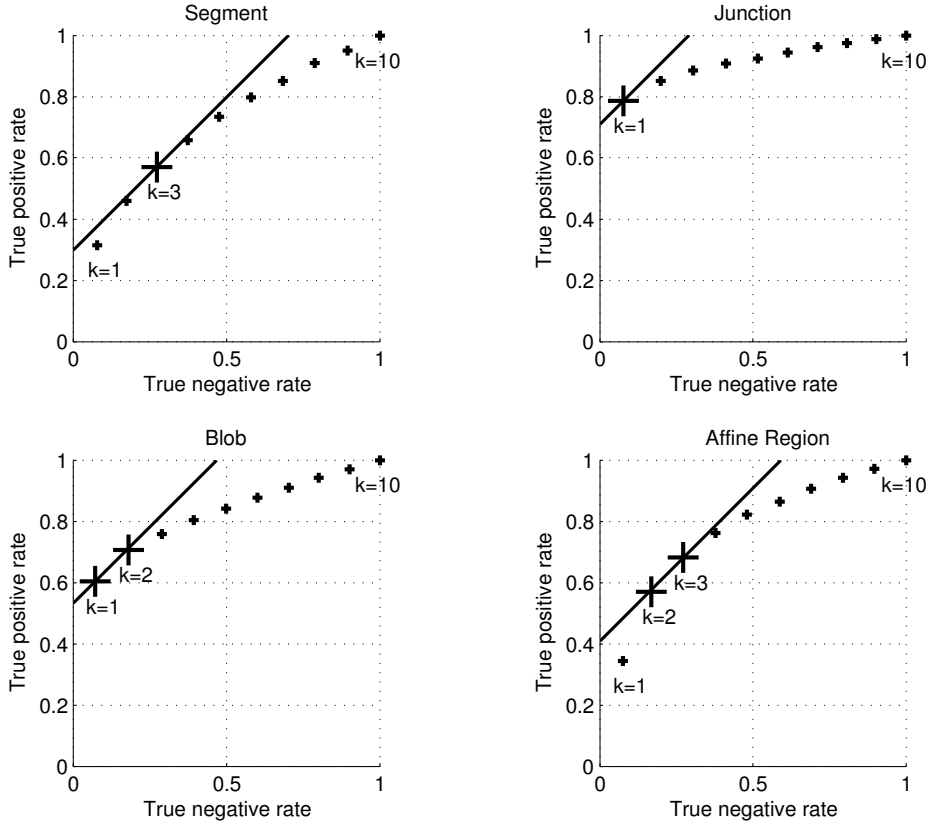 Segment
1
0.8
0.6
0.4
0.2
0
0
0.5
1
True positive rate
True negative rate
k=10
k=3
k=1
Junction
1
0.8
0.6
0.4
0.2
0
0
0.5
1
True positive rate
True negative rate
k=10
k=1
Blob
1
0.8
0.6
0.4
0.2
0
0
0.5
1
True positive rate
True negative rate
k=10
k=2
k=1
Affine Region
1
0.8
0.6
0.4
0.2
0
0
0.5
1
True positive rate
True negative rate
k=10
k=3
k=2
k=1